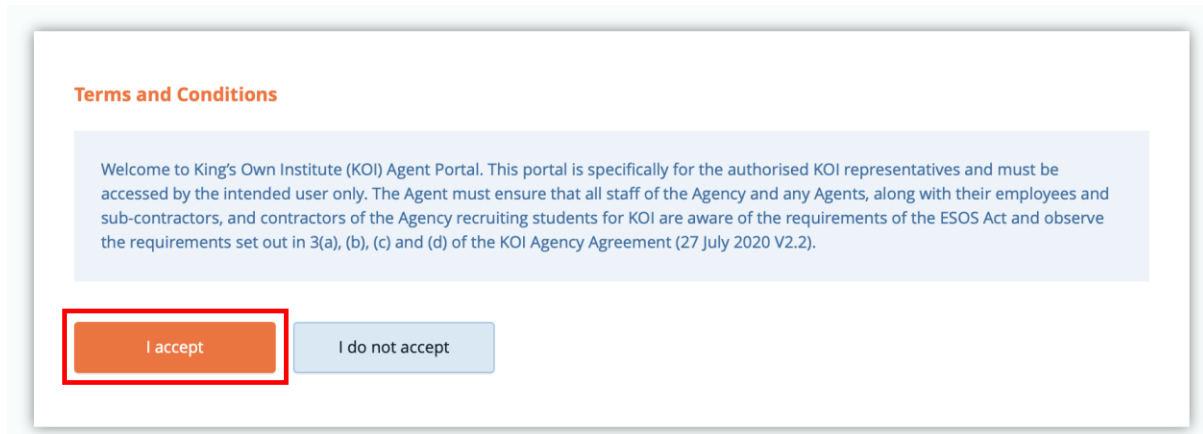 Terms and Conditions
Welcome to King's Own Institute (KOI) Agent Portal. This portal is specifically for the authorised KOI representatives and must be
accessed by the intended user only. The Agent must ensure that all staff of the Agency and any Agents, along with their employees and
sub-contractors, and contractors of the Agency recruiting students for KOI are aware of the requirements of the ESOS Act and observe
the requirements set out in 3(a), (b), (c) and (d) of the KOI Agency Agreement (27 July 2020 V2.2).
I accept
I do not accept